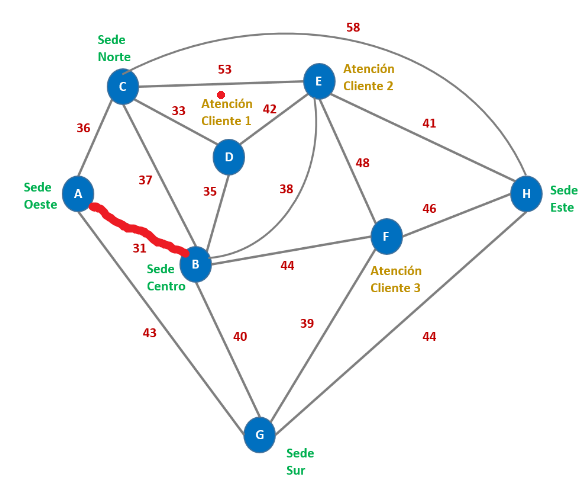 58
Sede
Norte
53
E
Atención
Cliente 2
C
Atención
Cliente 1
33
42
36
41
D
48
37
35
38
Sede
Oeste
A
H
Sede
Este
46
31
F
B
Sede
Centro
44
Atención
Cliente 3
43
40
39
44
G
Sede
Sur